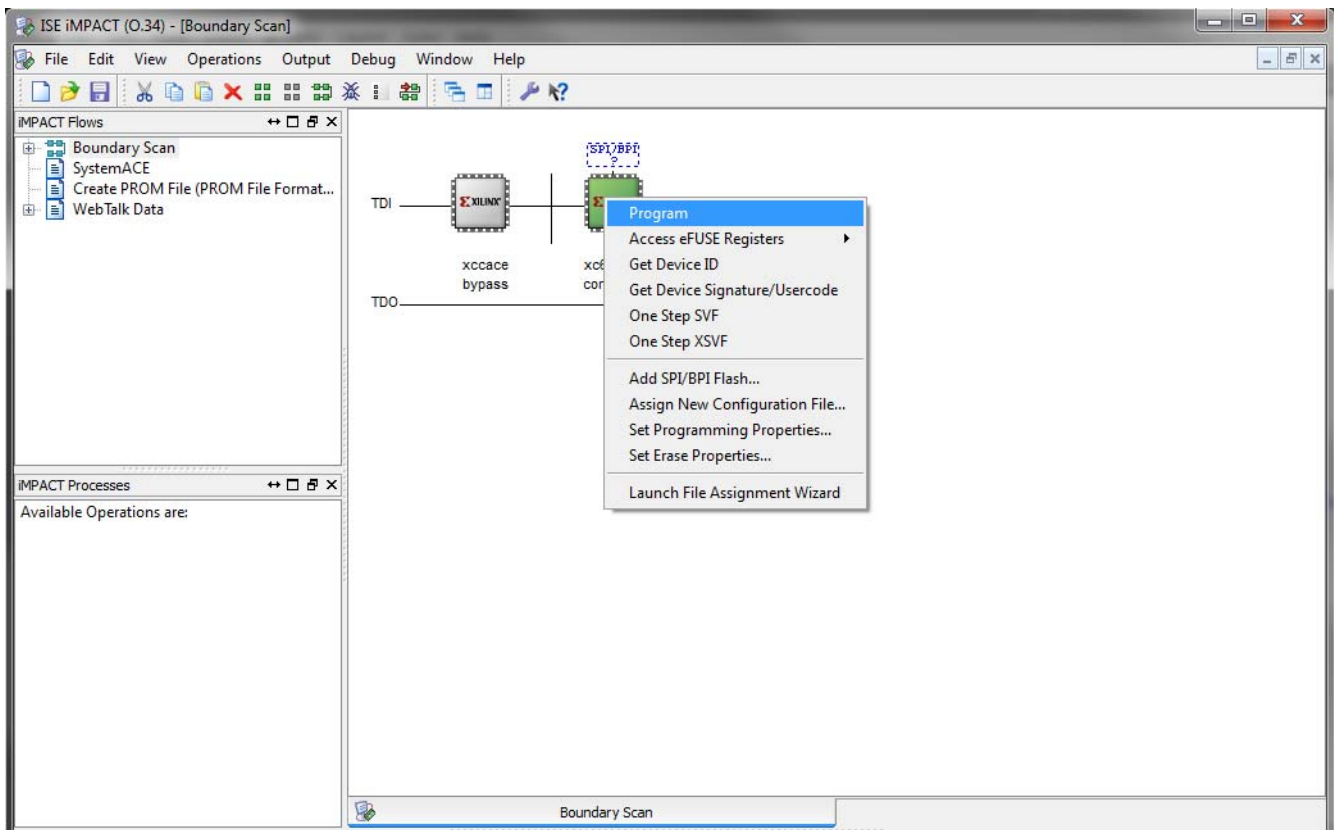 ISE iMPACT (O.34) - [Boundary Scan]
File Edit View Operations Output Debug Window Help
iMPACT Flows
Boundary Scan
SystemACE
Create PROM File (PROM File Format...
WebTalk Data
iMPACT Processes
Available Operations are:
SPI/BPI
?
TDI
XILINX
xccace
bypass
TDO
Program
Access eFUSE Registers
Get Device ID
Get Device Signature/Usercode
One Step SVF
One Step XSVF
Add SPI/BPI Flash...
Assign New Configuration File...
Set Programming Properties...
Set Erase Properties...
Launch File Assignment Wizard
Boundary Scan